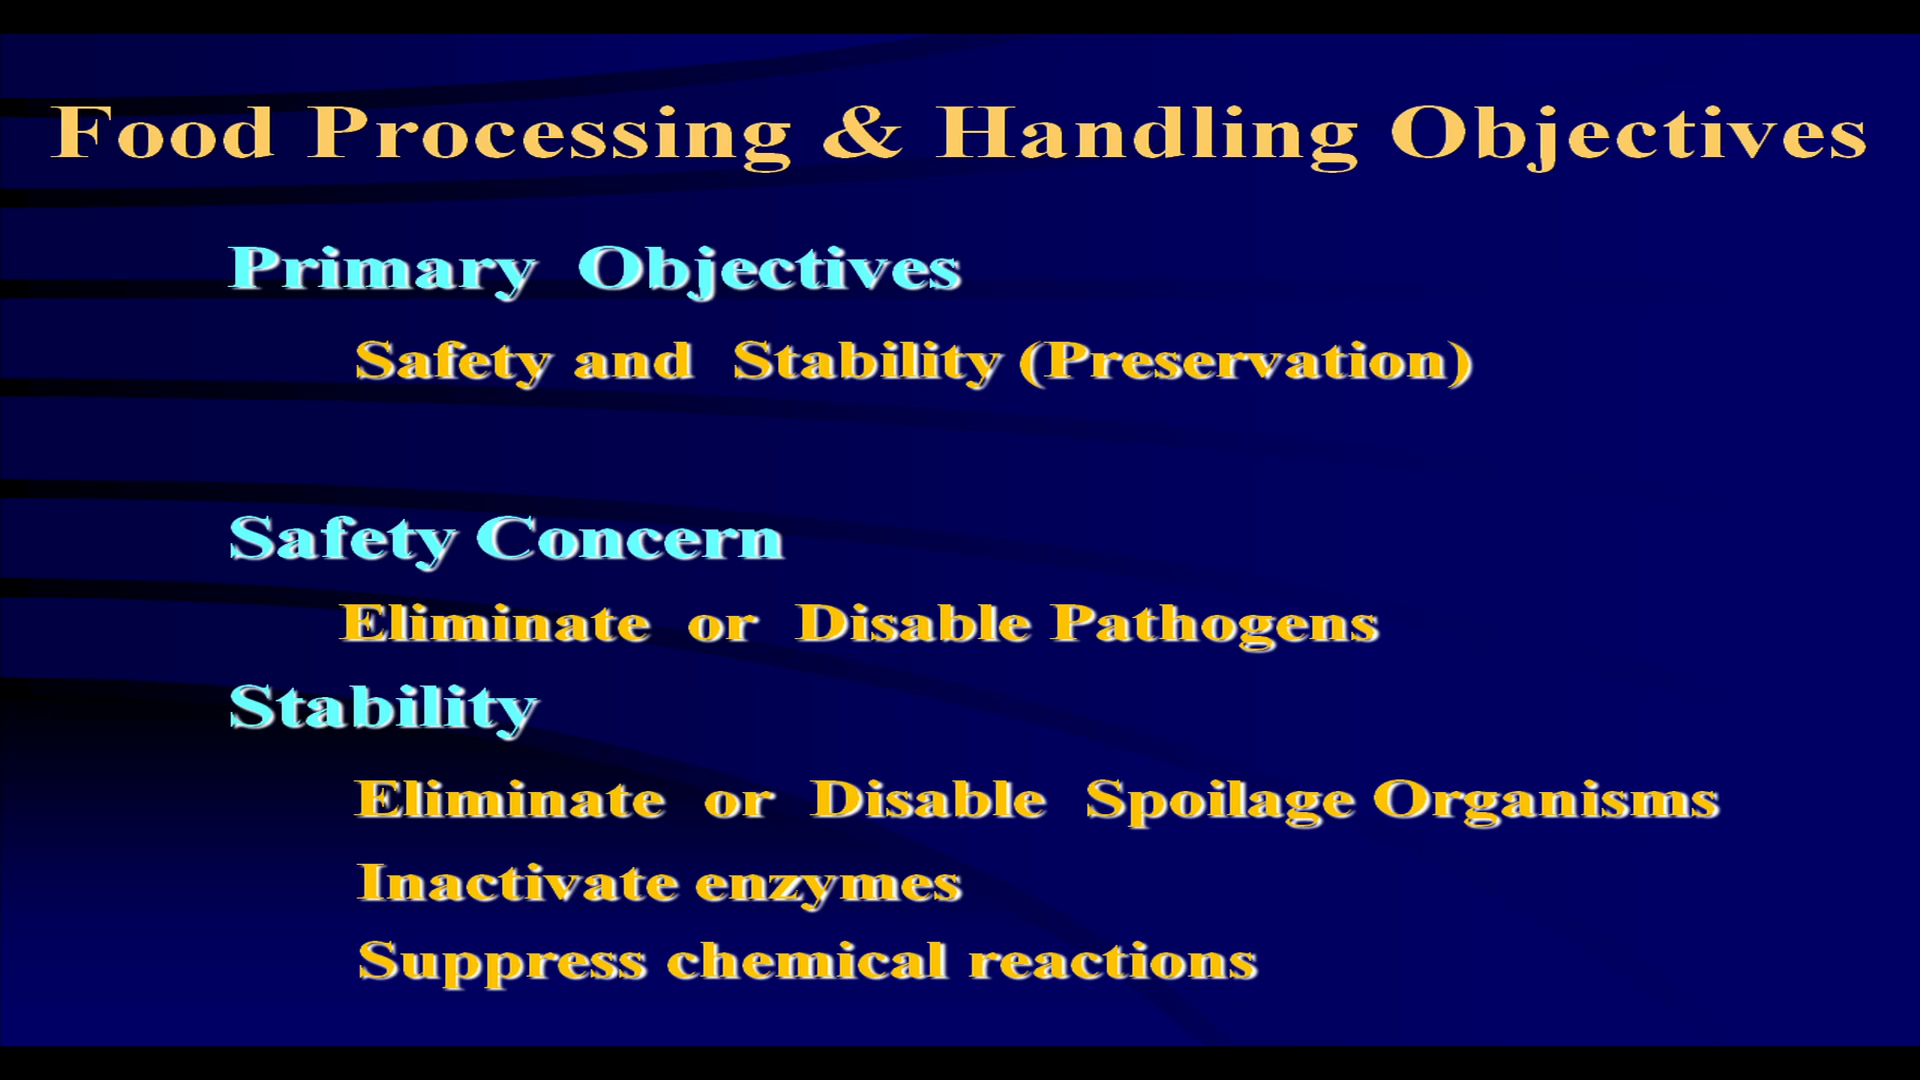 Food Processing & Handling Objectives
Primary Objectives
Safety and Stability (Preservation)
Safety Concern
Eliminate or Disable Pathogens
Stability
Eliminate or Disable Spoilage Organisms
Inactivate enzymes
Suppress chemical reactions